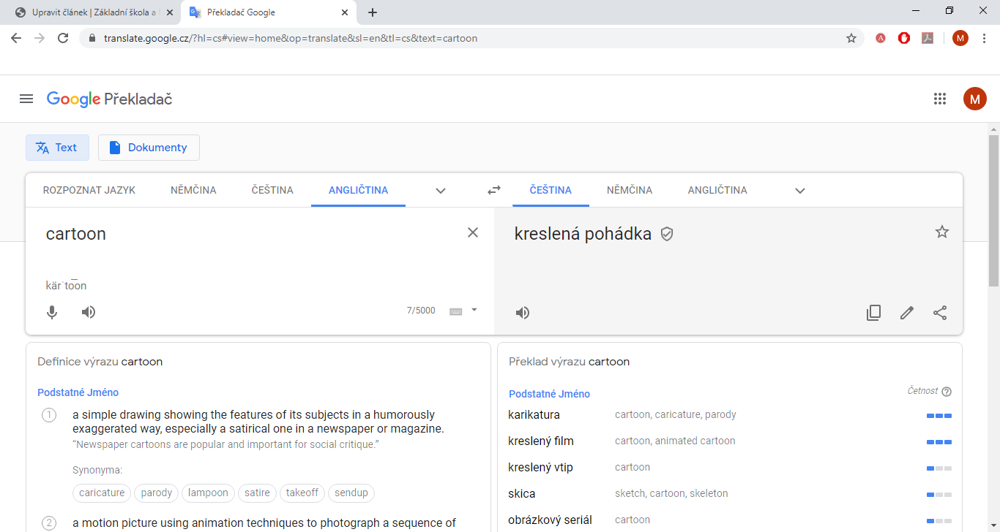 Upravit článek | Základní škola a
Překladač Google
translate.google.cz/?hl=cs#view=home&op=translate&sl=en&tl=cs&text=cartoon
M
Google Překladač
M
Text
Dokumenty
ROZPOZNAT JAZYK NĚMČINA ČEŠTINA ANGLIČTINA
ČEŠTINA NĚMČINA ANGLIČTINA
cartoon
kreslená pohádka
kärˈto͞on
7/5000
Definice výrazu cartoon
Podstatné Jméno
1 a simple drawing showing the features of its subjects in a humorously
exaggerated way, especially a satirical one in a newspaper or magazine.
“Newspaper cartoons are popular and important for social critique.”
Synonyma:
caricature parody lampoon satire takeoff sendup
2 a motion picture using animation techniques to photograph a sequence of
Překlad výrazu cartoon
Podstatné Jméno Četnost
karikatura cartoon, caricature, parody
kreslený film cartoon, animated cartoon
kreslený vtip cartoon
skica sketch, cartoon, skeleton
obrázkový seriál cartoon